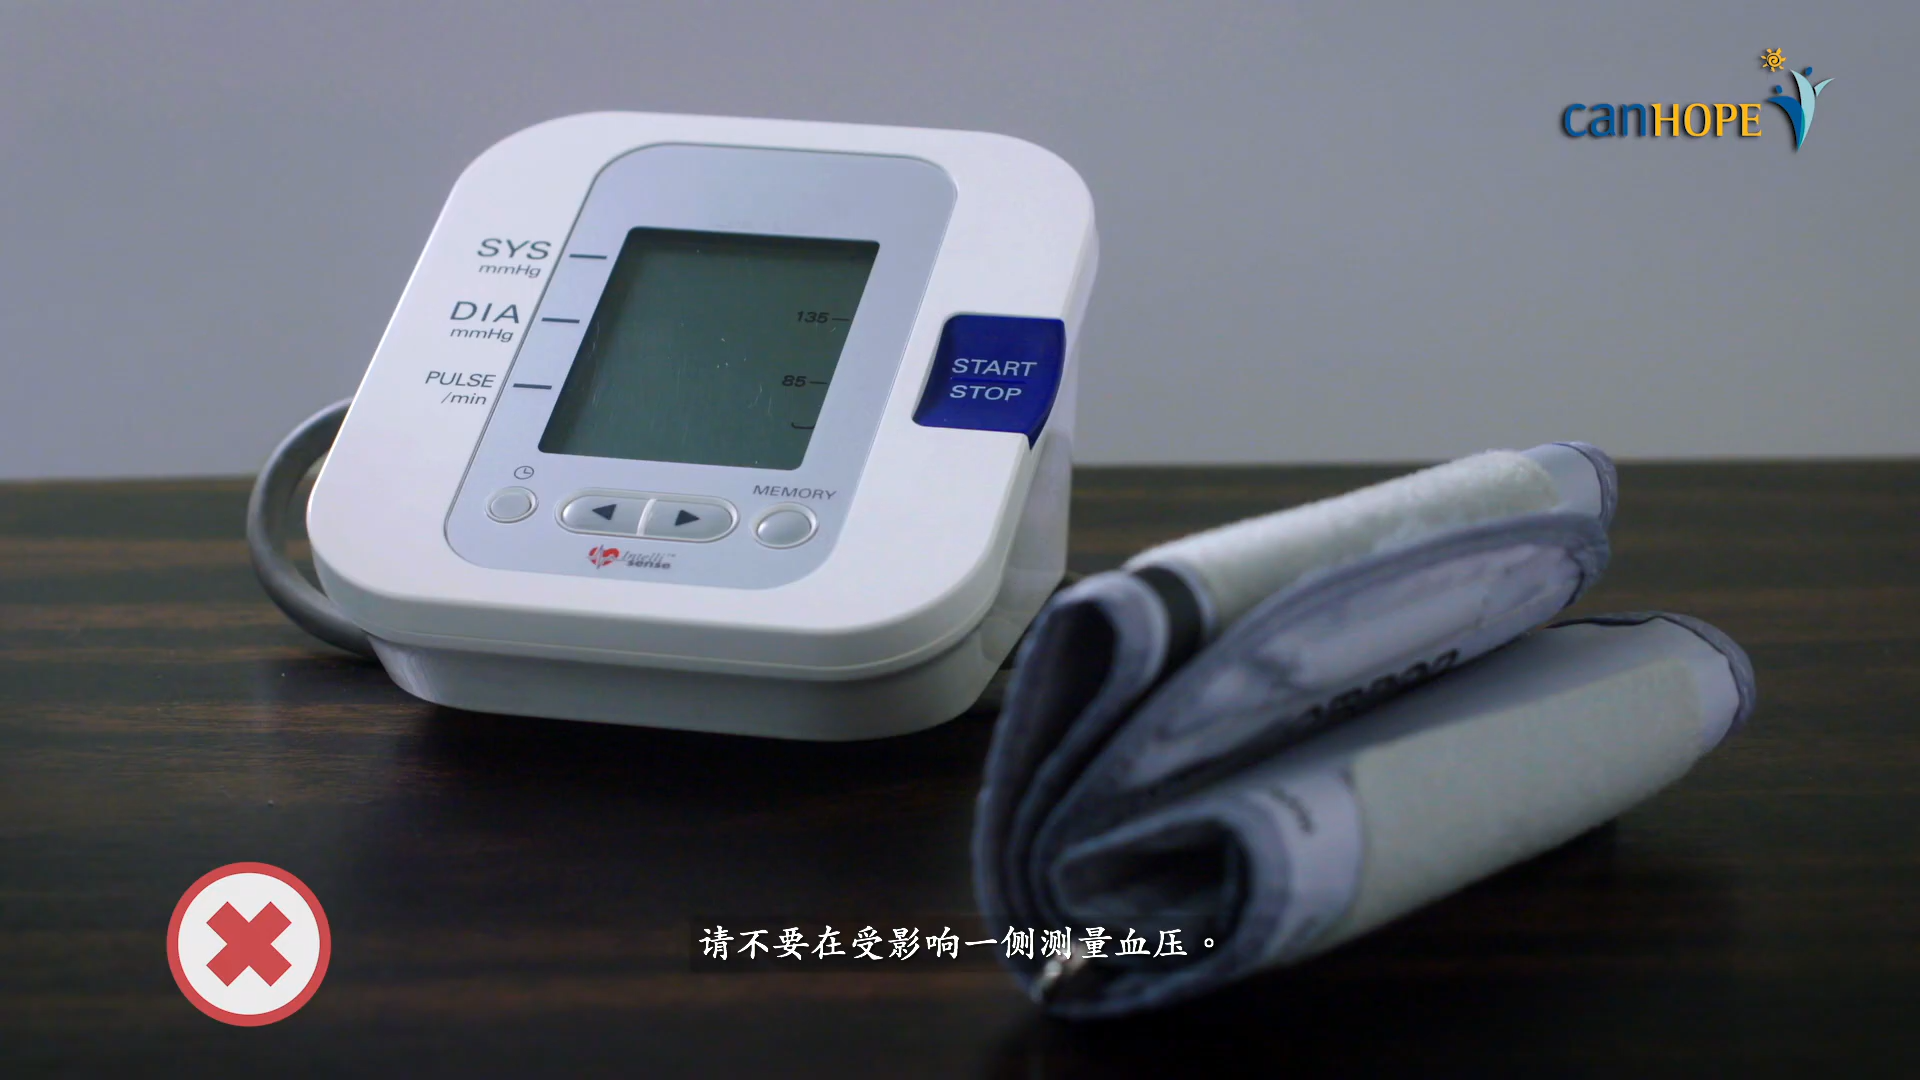 canHOPE
SYS
mmHg
DIA
mmHg
PULSE
/min
135
85
START
STOP
MEMORY
Intelli™
sense
请不要在受影响一侧测量血压。